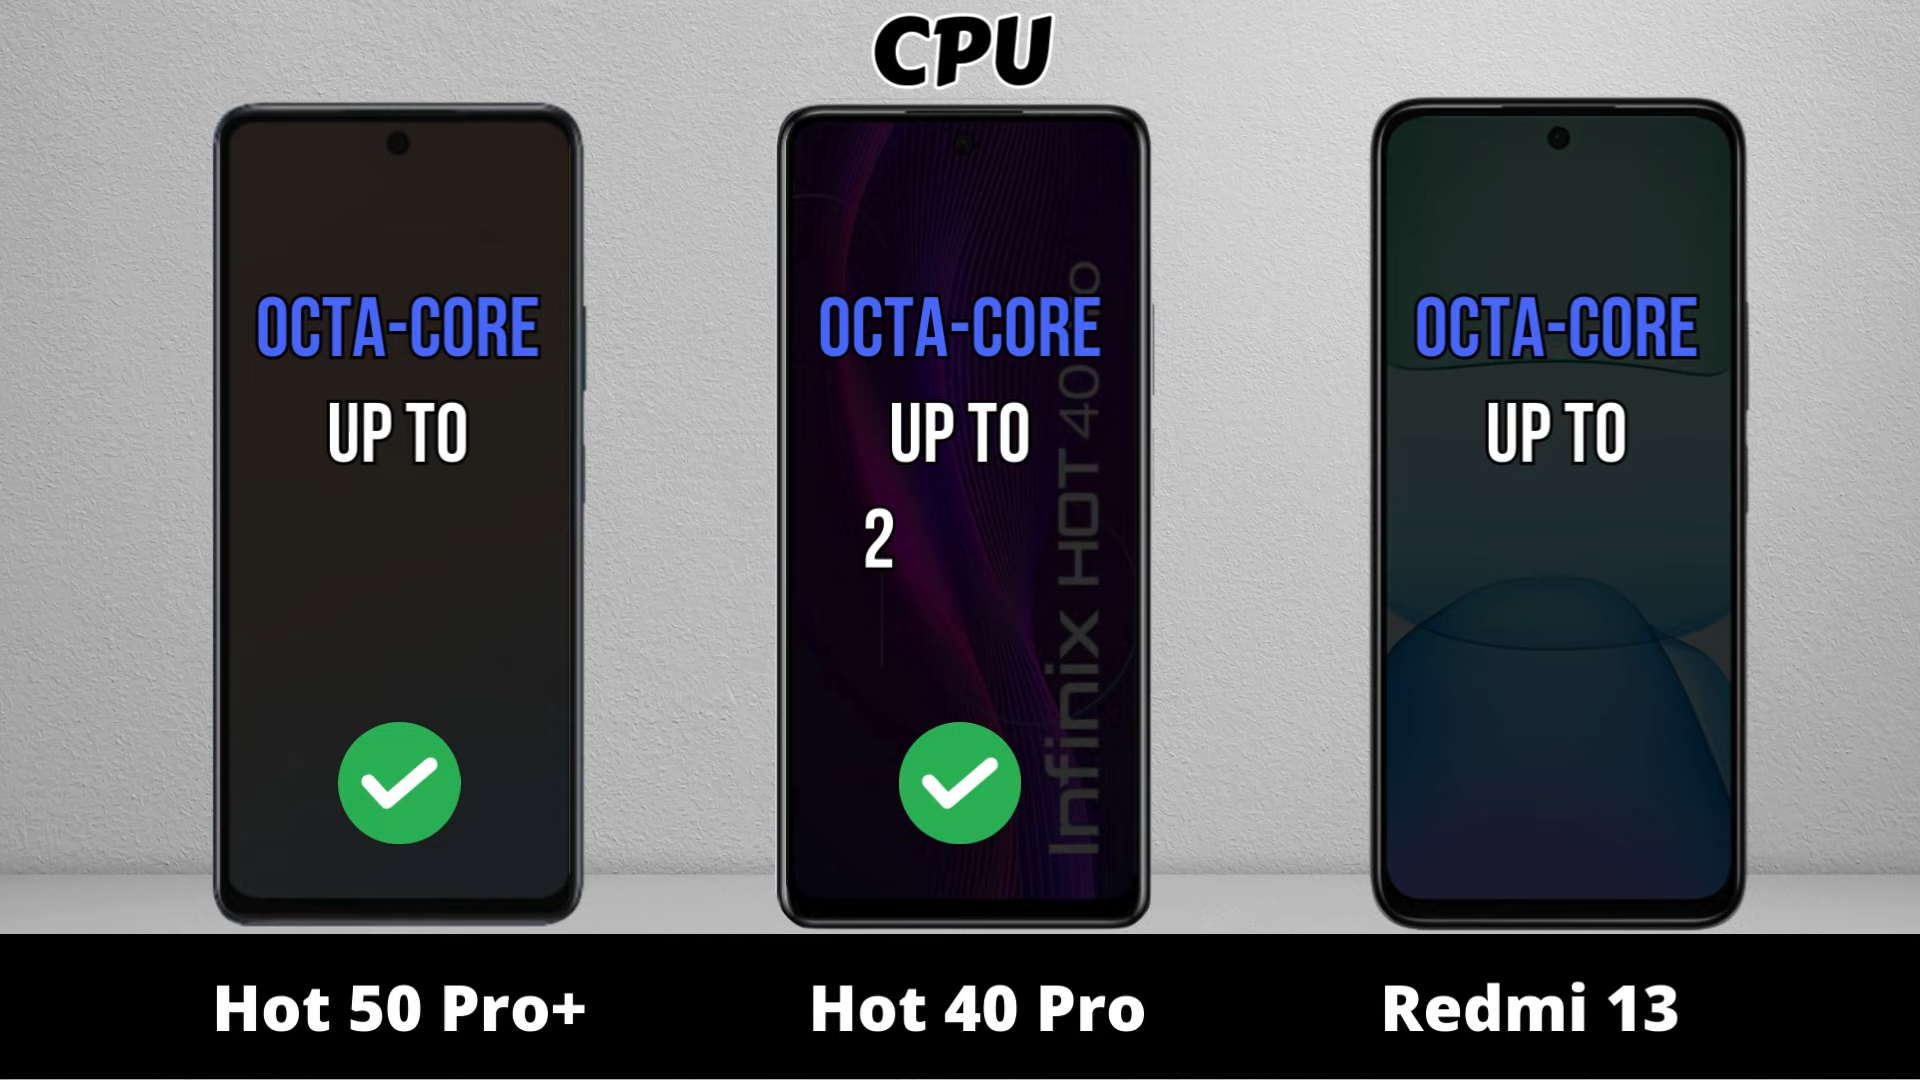 CPU
OCTA-CORE
UP TO
OCTA-CORE
UP TO
2
Infinix HOT 40 Pro
OCTA-CORE
UP TO
Hot 50 Pro+
Hot 40 Pro
Redmi 13